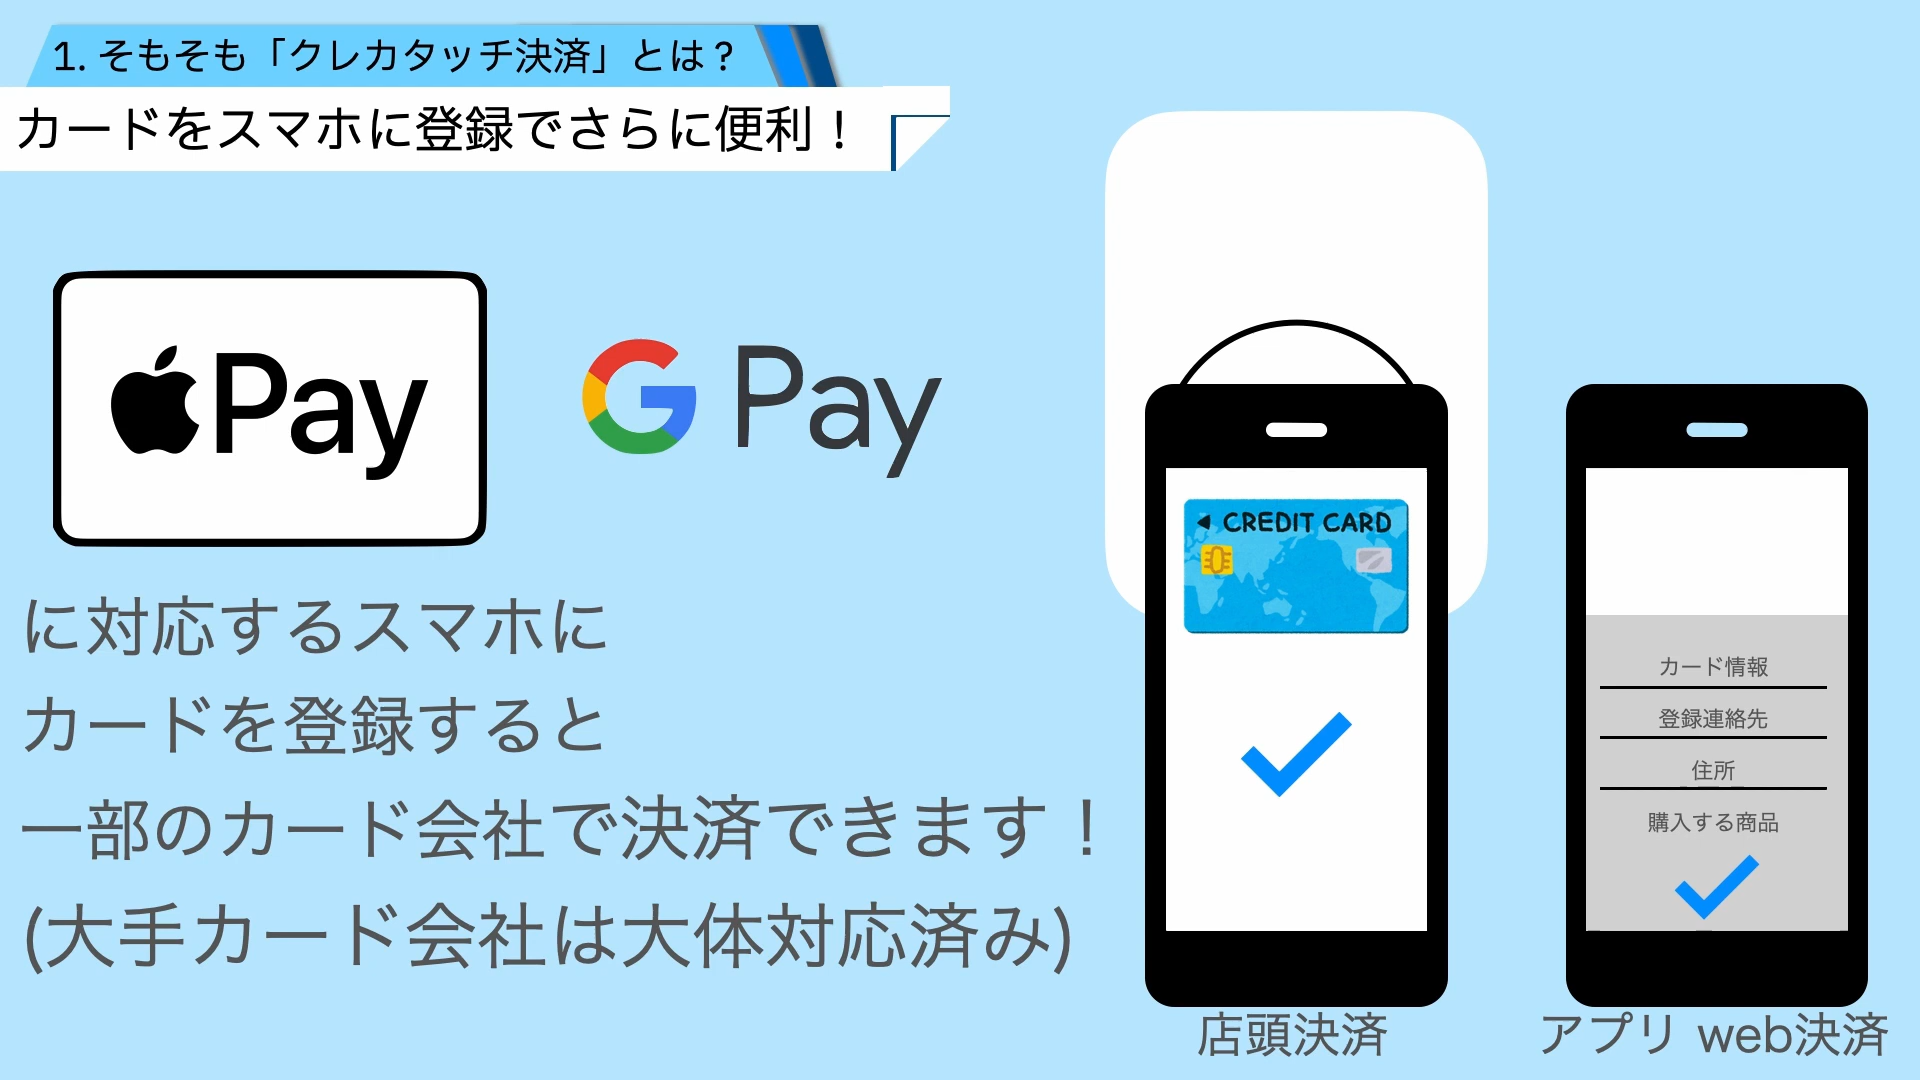 1. そもそも「クレカタッチ決済」とは？
カードをスマホに登録でさらに便利！
Pay
G Pay
に対応するスマホに
カードを登録すると
一部のカード会社で決済できます！
(大手カード会社は大体対応済み)
CREDIT CARD
店頭決済
カード情報
登録連絡先
住所
購入する商品
アプリ web決済